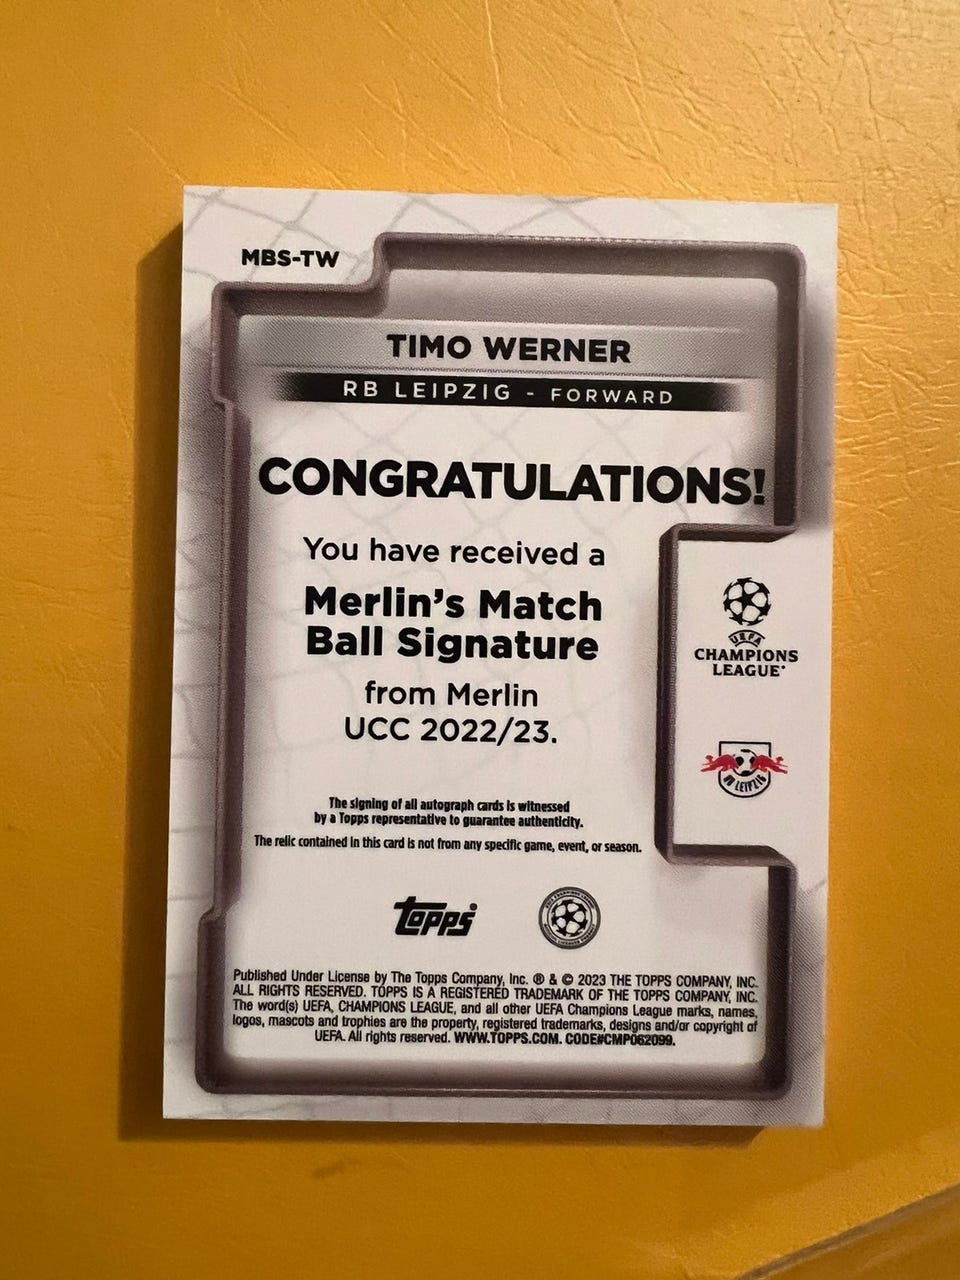 MBS-TW
TIMO WERNER
RB LEIPZIG - FORWARD
CONGRATULATIONS!
You have received a
Merlin's Match
Ball Signature
from Merlin
UCC 2022/23.
UEFA
CHAMPIONS
LEAGUE
RB LEIPZIG
The signing of all autograph cards is witnessed
by a Topps representative to guarantee authenticity.
The relic contained in this card is not from any specific game, event, or season.
Topps
Published Under License by The Topps Company, Inc. ® & © 2023 THE TOPPS COMPANY, INC.
ALL RIGHTS RESERVED. TOPPS IS A REGISTERED TRADEMARK OF THE TOPPS COMPANY, INC.
The word(s) UEFA, CHAMPIONS LEAGUE, and all other UEFA Champions League marks, names,
logos, mascots and trophies are the property, registered trademarks, designs and/or copyright of
UEFA. All rights reserved. WWW.TOPPS.COM. CODE#CMP062099.